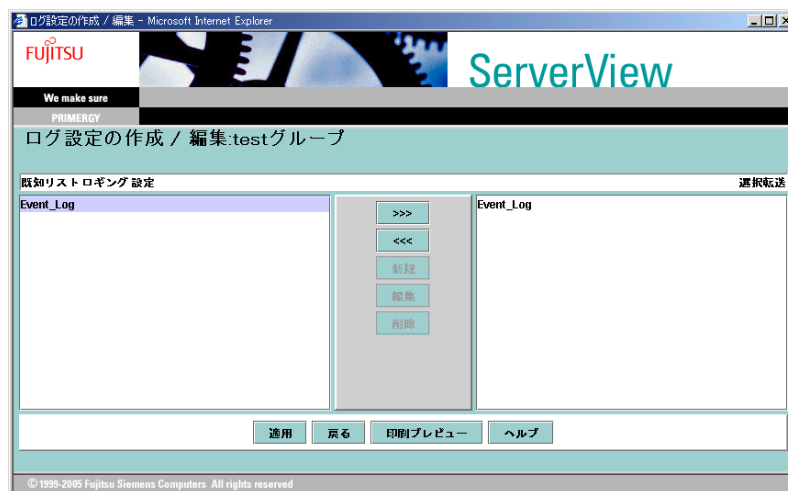 ログ設定の作成 / 編集 - Microsoft Internet Explorer
FUJITSU
ServerView
We make sure
PRIMERGY
ログ設定の作成 / 編集:testグループ
既知リストロギング設定
選択転送
Event_Log
>>>
Event_Log
<<<
新規
編集
削除
適用
戻る
印刷プレビュー
ヘルプ
©1999-2005 Fujitsu Siemens Computers All rights reserved